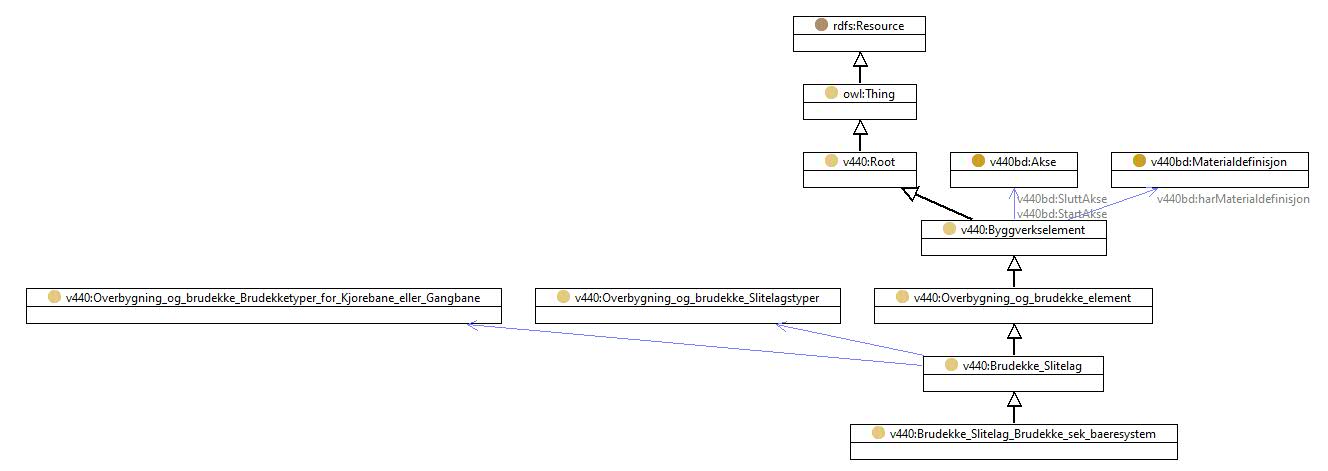 rdfs:Resource
owl:Thing
v440:Root
v440bd:Akse
v440bd:Materialdefinisjon
v440bd:SluttAkse
v440bd:StartAkse
v440bd:harMaterialdefinisjon
v440:Byggverkselement
v440:Overbygning_og_brudekke_Brudekketyper_for_Kjorebane_eller_Gangbane
v440:Overbygning_og_brudekke_Slitelagstyper
v440:Overbygning_og_brudekke_element
v440:Brudekke_Slitelag
v440:Brudekke_Slitelag_Brudekke_sek_baeresystem